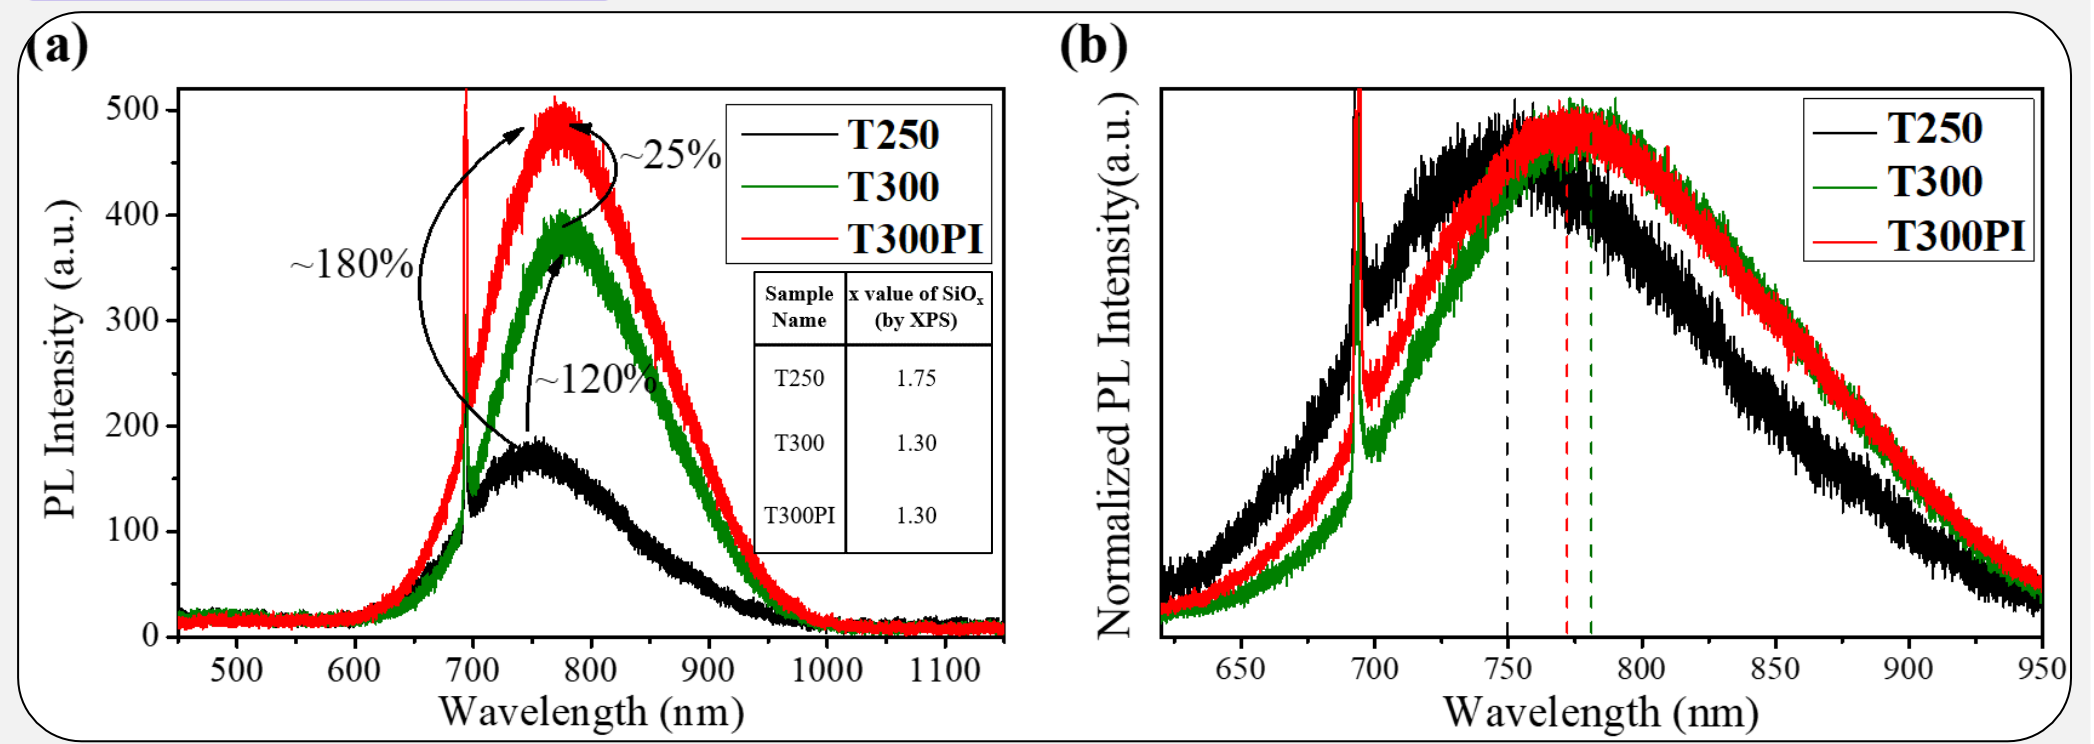 (a)
PL Intensity (a.u.)
500
400
300
200
100
0
500 600 700 800 900 1000 1100
Wavelength (nm)
~180%
~25%
~120%
T250
T300
T300PI
Sample Name x value of SiOₓ (by XPS)
T250 1.75
T300 1.30
T300PI 1.30
(b)
Normalized PL Intensity(a.u.)
650 700 750 800 850 900 950
Wavelength (nm)
T250
T300
T300PI